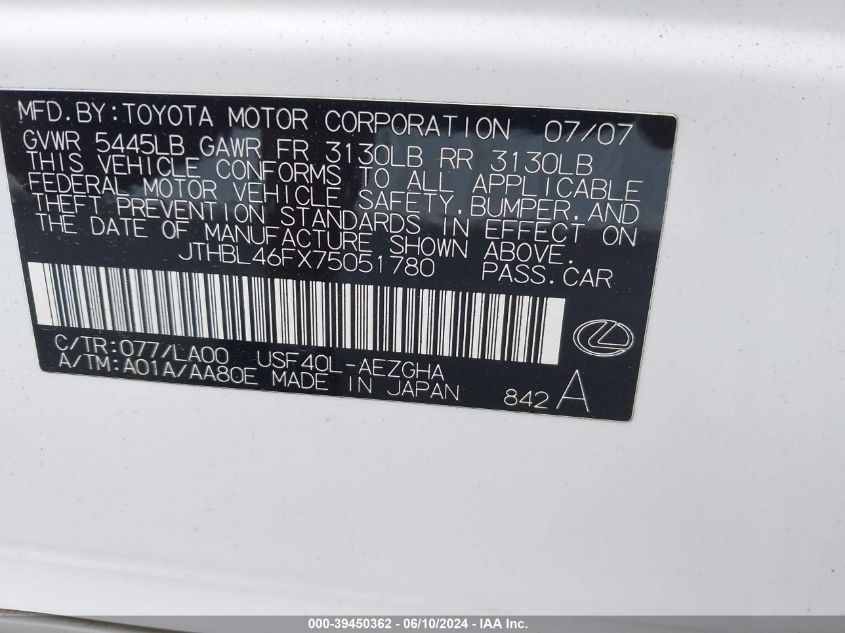 MFD.BY:TOYOTA MOTOR CORPORATION 07/07
GVWR 5445LB GAWR FR 3130LB RR 3130LB
THIS VEHICLE CONFORMS TO ALL APPLICABLE
FEDERAL MOTOR VEHICLE SAFETY,BUMPER,AND
THEFT PREVENTION STANDARDS IN EFFECT ON
THE DATE OF MANUFACTURE SHOWN ABOVE.
JTHBL46FX75051780 PASS.CAR
C/TR:077/LA00 USF40L-AEZGHA
A/TM:A01A/AA80E MADE IN JAPAN 842 A
000-39450362 - 06/10/2024 - IAA Inc.